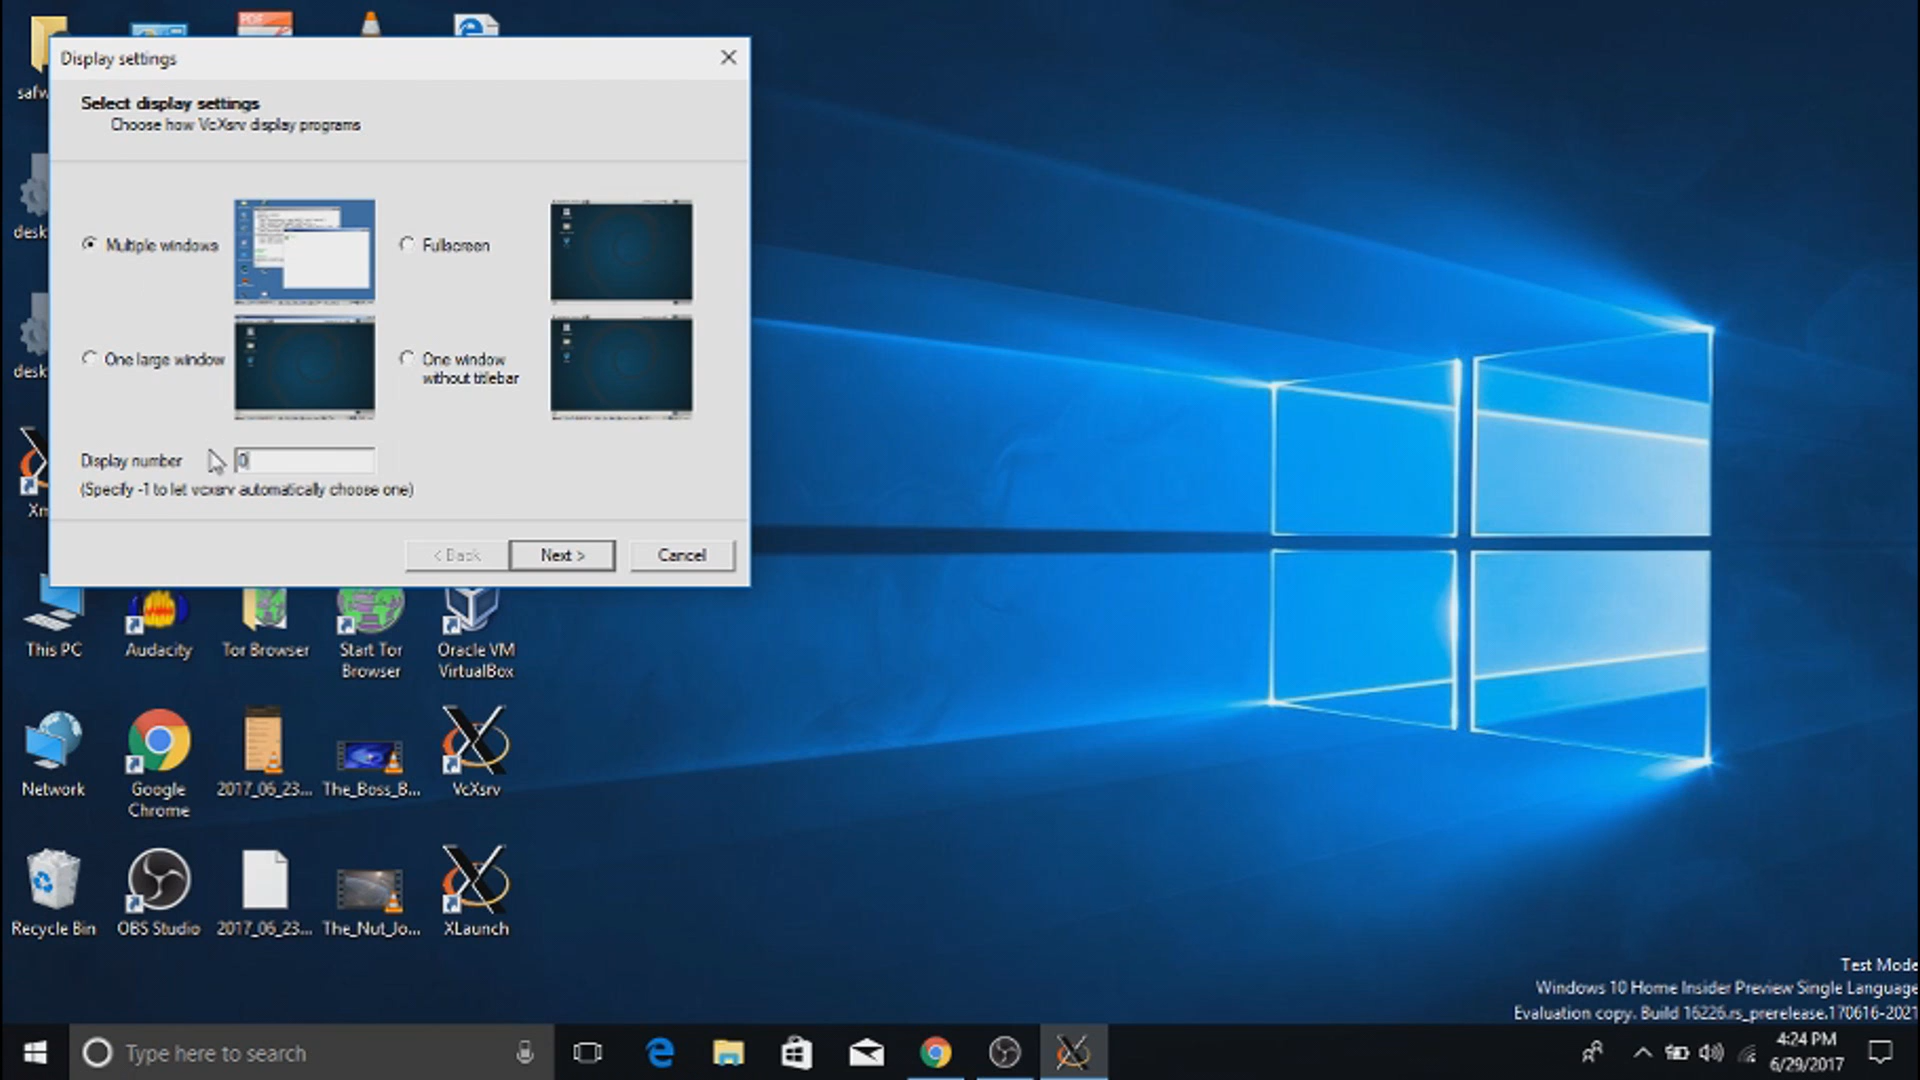 PDF
Display settings
Select display settings
Choose how VcXsrv display programs
Multiple windows
Fullscreen
One large window
One window
without titlebar
Display number
0
(Specify -1 to let vcxsrv automatically choose one)
< Back
Next >
Cancel
safw
desk
desk
Xm
This PC
Audacity
Tor Browser
Start Tor
Browser
Oracle VM
VirtualBox
Network
Google
Chrome
2017_06_23...
The_Boss_B...
VcXsrv
Recycle Bin
OBS Studio
2017_06_23...
The_Nut_Jo...
XLaunch
Test Mode
Windows 10 Home Insider Preview Single Language
Evaluation copy. Build 16226.rs_prerelease.170616-2021
Type here to search
4:24 PM
6/29/2017